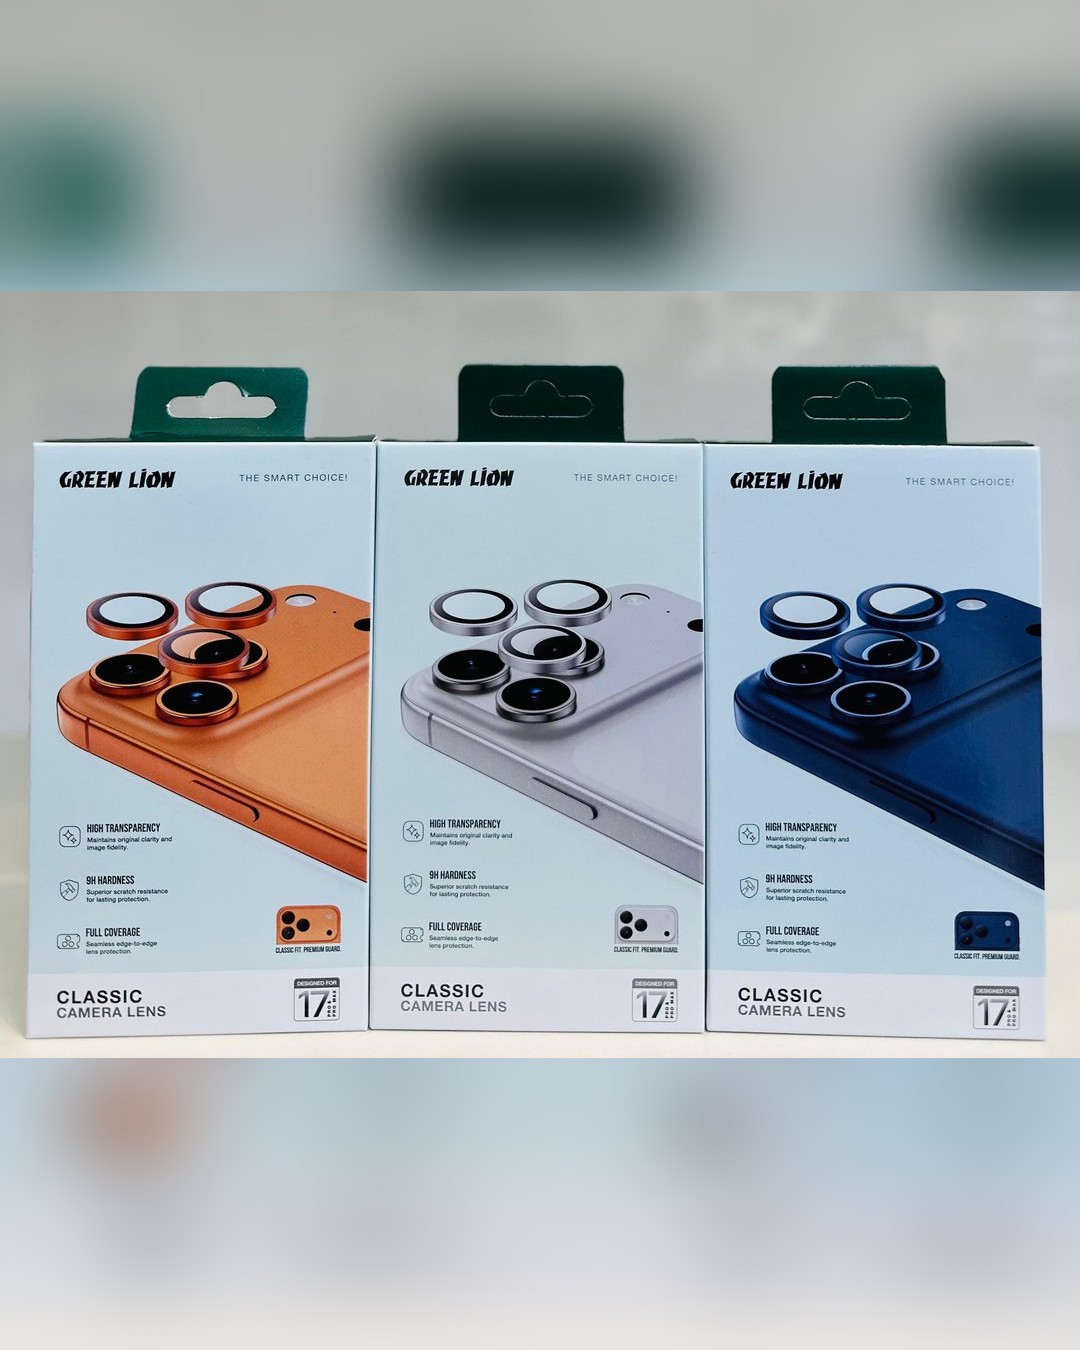 GREEN LiON
THE SMART CHOICE!
HIGH TRANSPARENCY
Maintains original clarity and
image fidelity.
9H HARDNESS
Superior scratch resistance
for lasting protection.
FULL COVERAGE
Seamless edge-to-edge
lens protection.
CLASSIC FIT. PREMIUM GUARD.
CLASSIC
CAMERA LENS
DESIGNED FOR
17
PRO &
PRO MAX
GREEN LiON
THE SMART CHOICE!
HIGH TRANSPARENCY
Maintains original clarity and
image fidelity.
9H HARDNESS
Superior scratch resistance
for lasting protection.
FULL COVERAGE
Seamless edge-to-edge
lens protection.
CLASSIC FIT. PREMIUM GUARD.
CLASSIC
CAMERA LENS
DESIGNED FOR
17
PRO &
PRO MAX
GREEN LiON
THE SMART CHOICE!
HIGH TRANSPARENCY
Maintains original clarity and
image fidelity.
9H HARDNESS
Superior scratch resistance
for lasting protection.
FULL COVERAGE
Seamless edge-to-edge
lens protection.
CLASSIC FIT. PREMIUM GUARD.
CLASSIC
CAMERA LENS
DESIGNED FOR
17
PRO &
PRO MAX